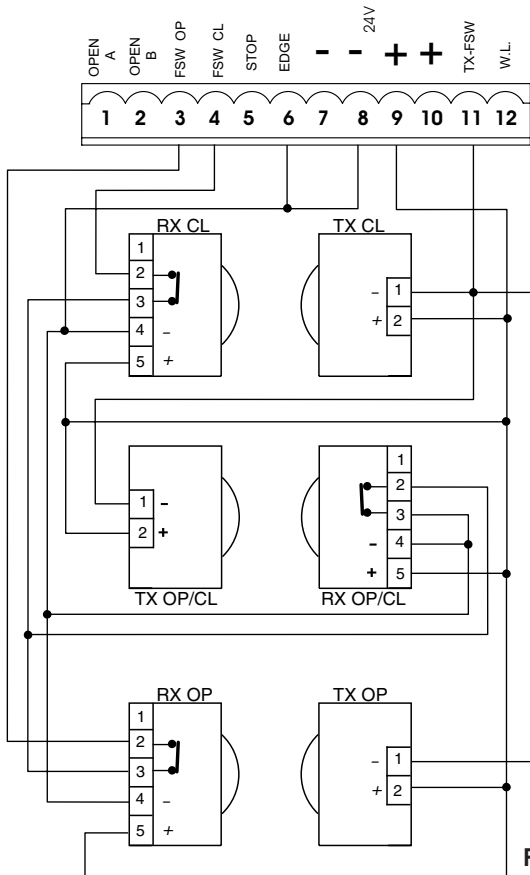 OPEN A
OPEN B
FSW OP
FSW CL
STOP
EDGE
-
- 24V
+
+
TX-FSW
W.L.
1 2 3 4 5 6 7 8 9 10 11 12
RX CL
1
2
3
4 -
5 +
TX CL
- 1
+ 2
1 -
2 +
TX OP/CL
1
2
3
- 4
+ 5
RX OP/CL
RX OP
1
2
3
4 -
5 +
TX OP
- 1
+ 2